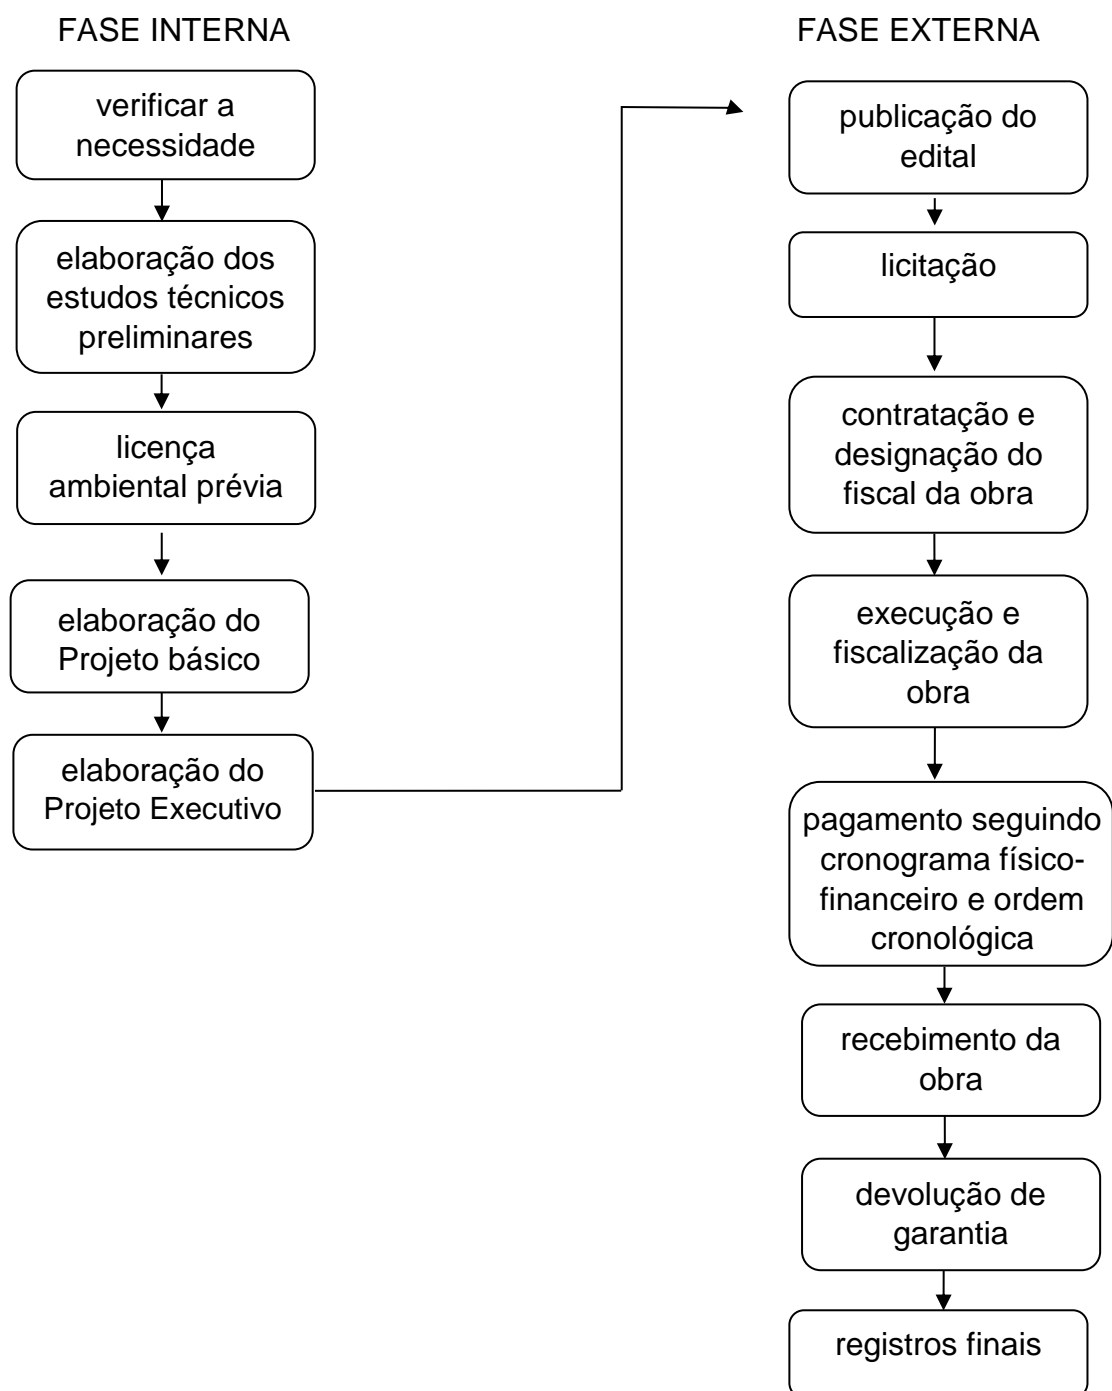 FASE INTERNA
verificar a
necessidade
elaboração dos
estudos técnicos
preliminares
licença
ambiental prévia
elaboração do
Projeto básico
elaboração do
Projeto Executivo
FASE EXTERNA
publicação do
edital
licitação
contratação e
designação do
fiscal da obra
execução e
fiscalização da
obra
pagamento seguindo
cronograma físico-
financeiro e ordem
cronológica
recebimento da
obra
devolução de
garantia
registros finais